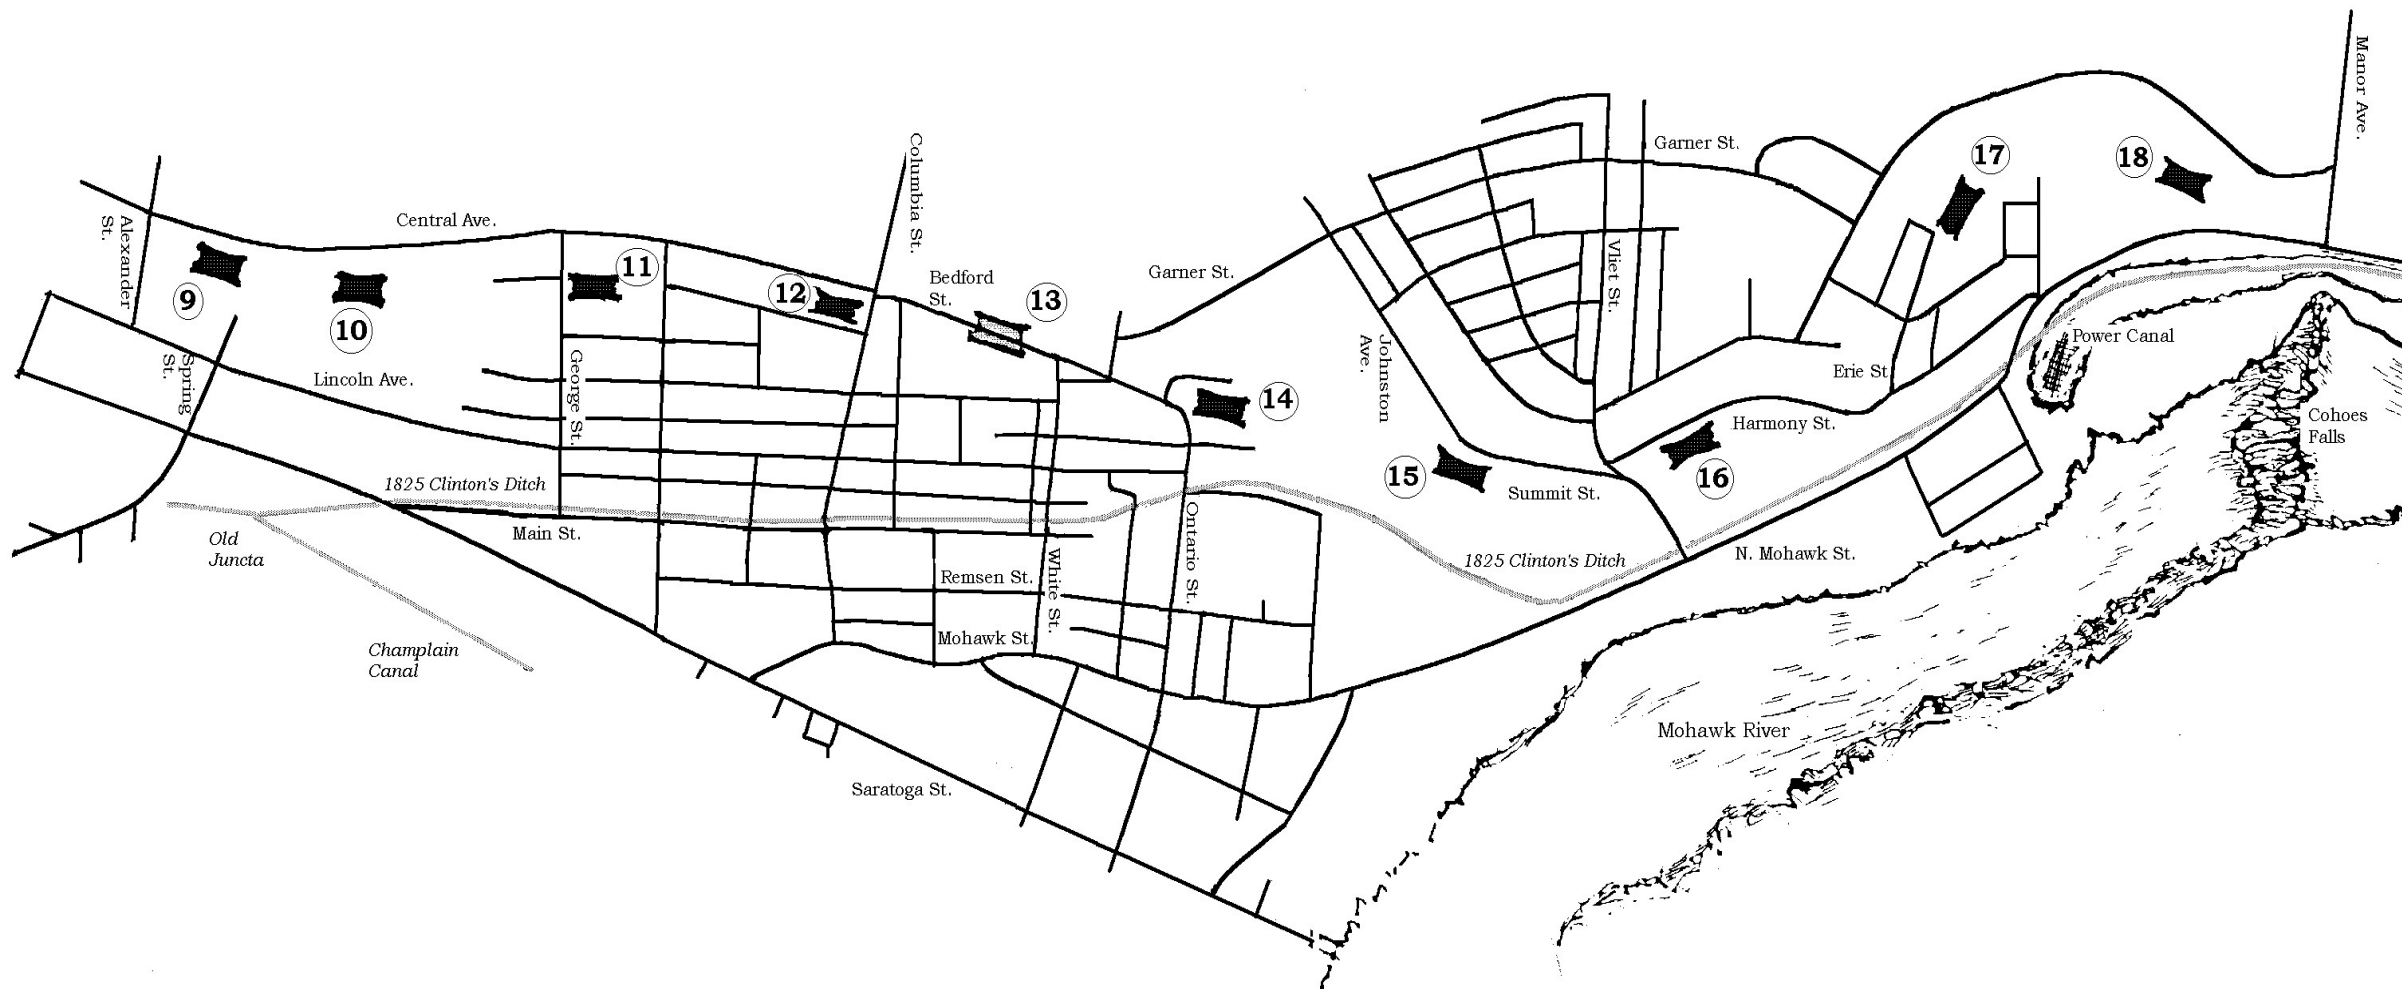 Manor Ave.
Columbia St.
Garner St.
17
18
Central Ave.
Alexander
St.
11
Vliet St.
Bedford
St.
Garner St.
9
10
12
13
Power Canal
Johnston
Ave.
Spring
St.
George St.
Lincoln Ave.
Erie St
14
Cohoes
Falls
Harmony St.
15
16
1825 Clinton's Ditch
Summit St.
Main St.
Old
Juncta
Ontario St.
White St.
1825 Clinton's Ditch
N. Mohawk St.
Remsen St.
Mohawk St.
Champlain
Canal
Mohawk River
Saratoga St.